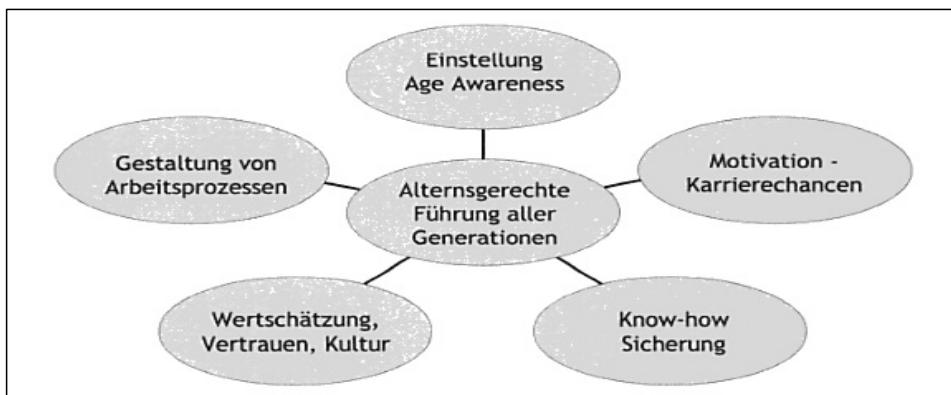 Einstellung
Age Awareness
Gestaltung von
Arbeitsprozessen
Motivation -
Karrierechancen
Alternsgerechte
Führung aller
Generationen
Wertschätzung,
Vertrauen, Kultur
Know-how
Sicherung